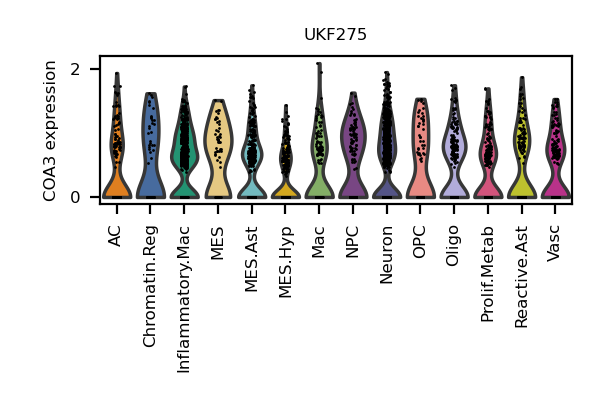 UKF275
COA3 expression
2
0
AC
Chromatin.Reg
Inflammatory.Mac
MES
MES.Ast
MES.Hyp
Mac
NPC
Neuron
OPC
Oligo
Prolif.Metab
Reactive.Ast
Vasc